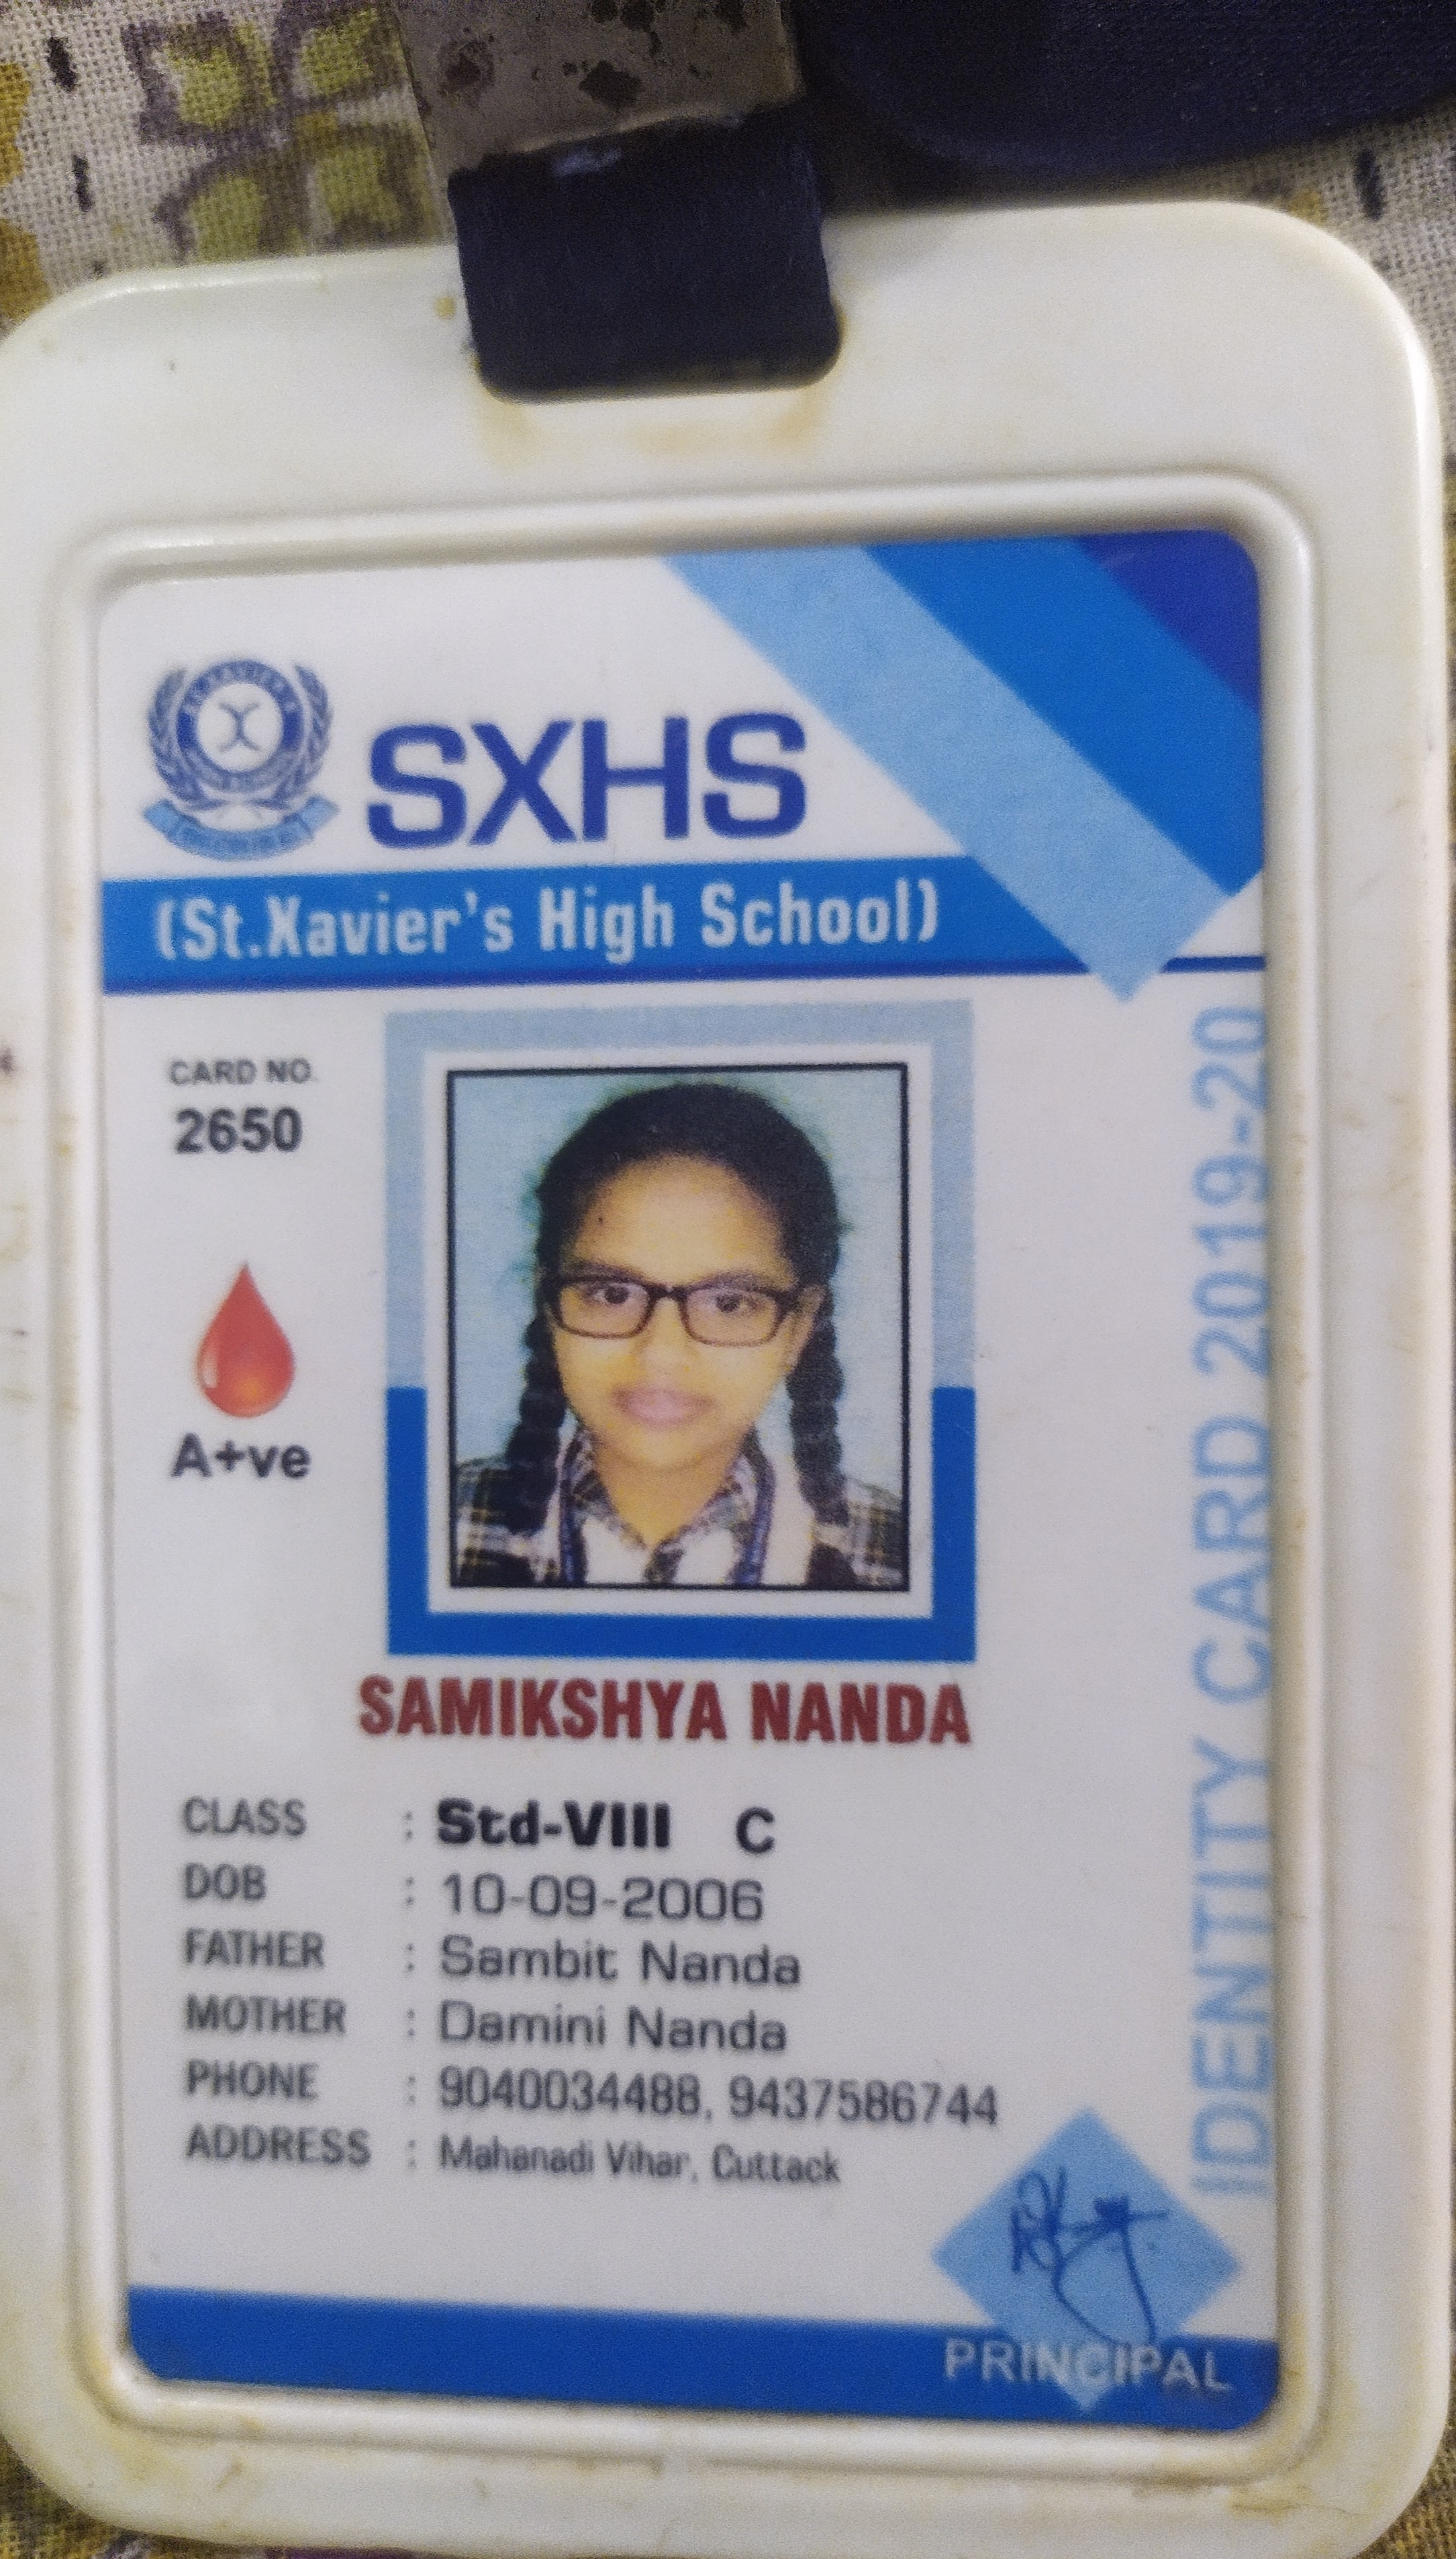 SXHS
(St.Xavier's High School)
CARD NO.
2650
A+ve
SAMIKSHYA NANDA
CLASS : Std-VIII C
DOB : 10-09-2006
FATHER : Sambit Nanda
MOTHER : Damini Nanda
PHONE : 9040034488, 9437586744
ADDRESS : Mahanadi Vihar, Cuttack
PRINCIPAL
IDENTITY CARD 2019-20